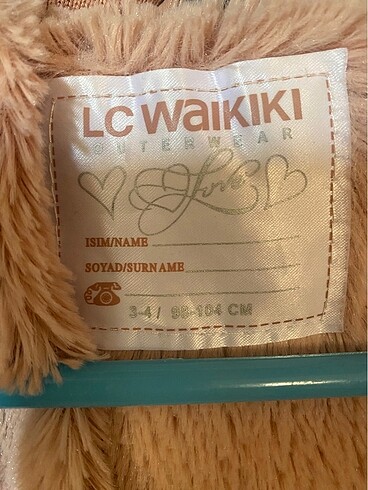 LC WAIKIKI
OUTERWEAR
Love
ISIM/NAME
SOYAD/SURNAME
3-4 / 98-104 CM